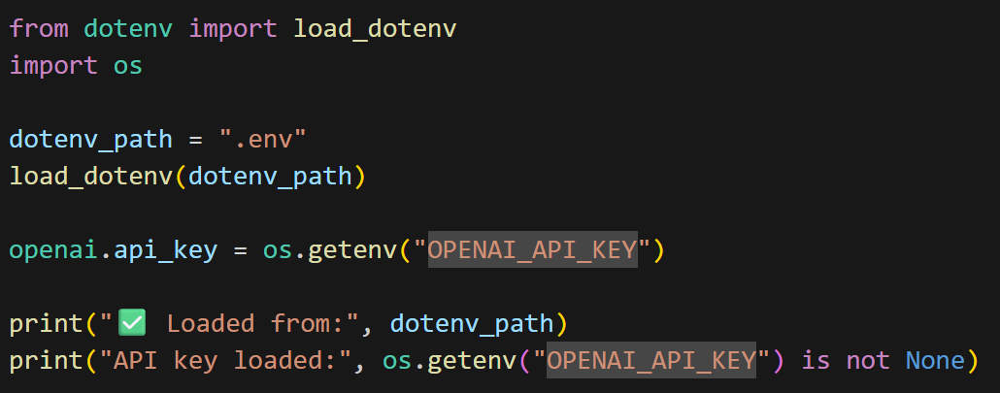 from dotenv import load_dotenv
import os
dotenv_path = ".env"
load_dotenv(dotenv_path)
openai.api_key = os.getenv("OPENAI_API_KEY")
print("✅ Loaded from:", dotenv_path)
print("API key loaded:", os.getenv("OPENAI_API_KEY") is not None)